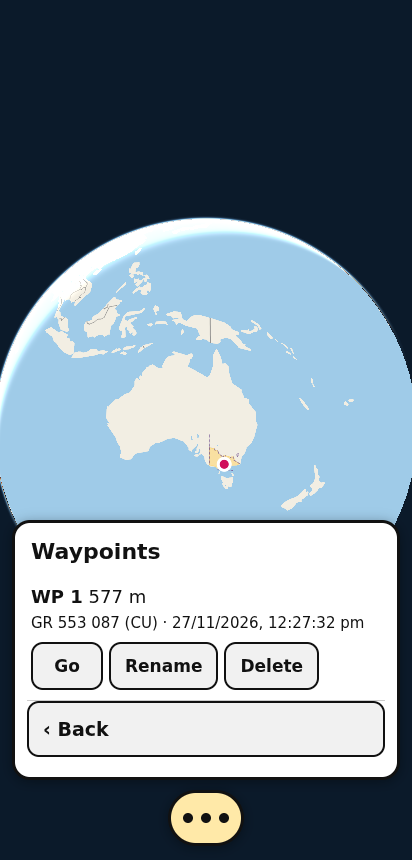 Waypoints
WP 1 577 m
GR 553 087 (CU) · 27/11/2026, 12:27:32 pm
Go Rename Delete
‹ Back